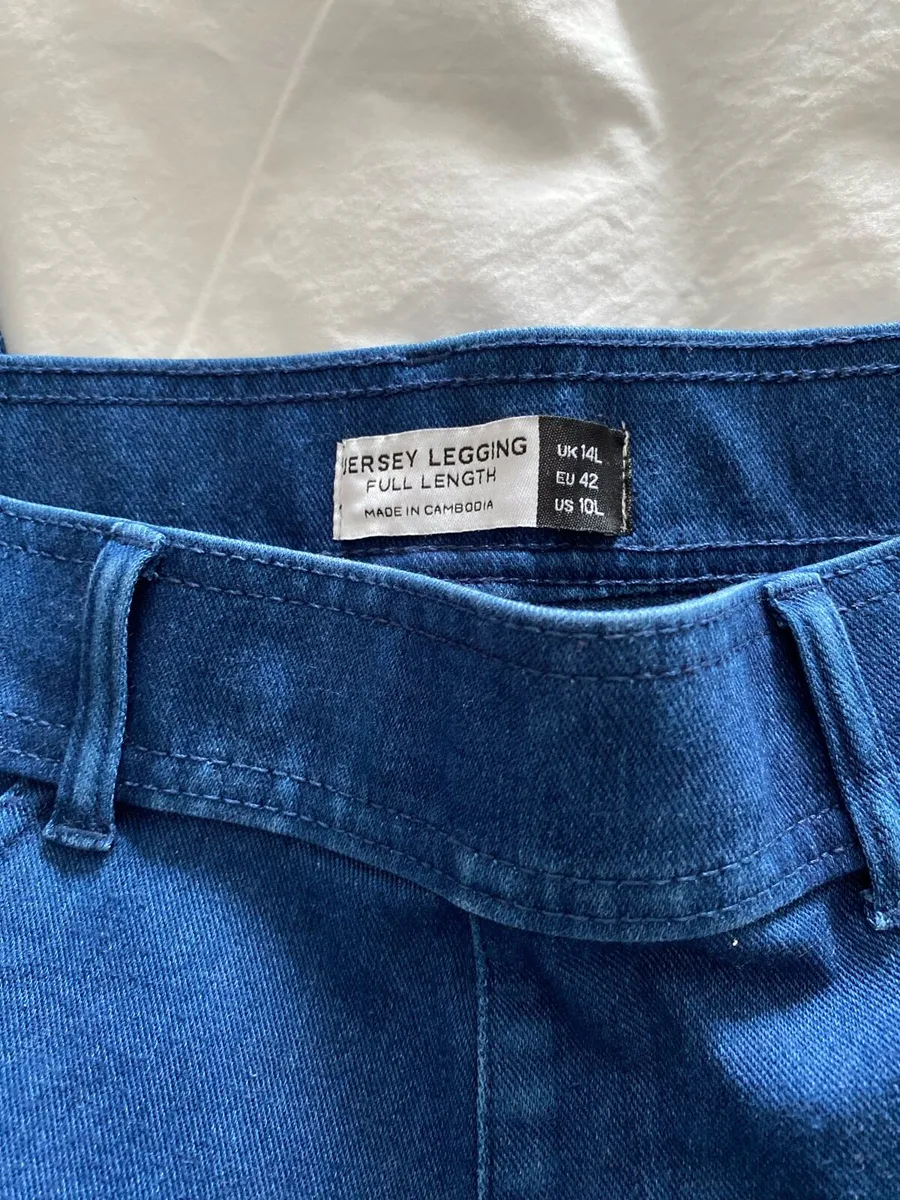 JERSEY LEGGING
FULL LENGTH
MADE IN CAMBODIA
UK 14L
EU 42
US 10L